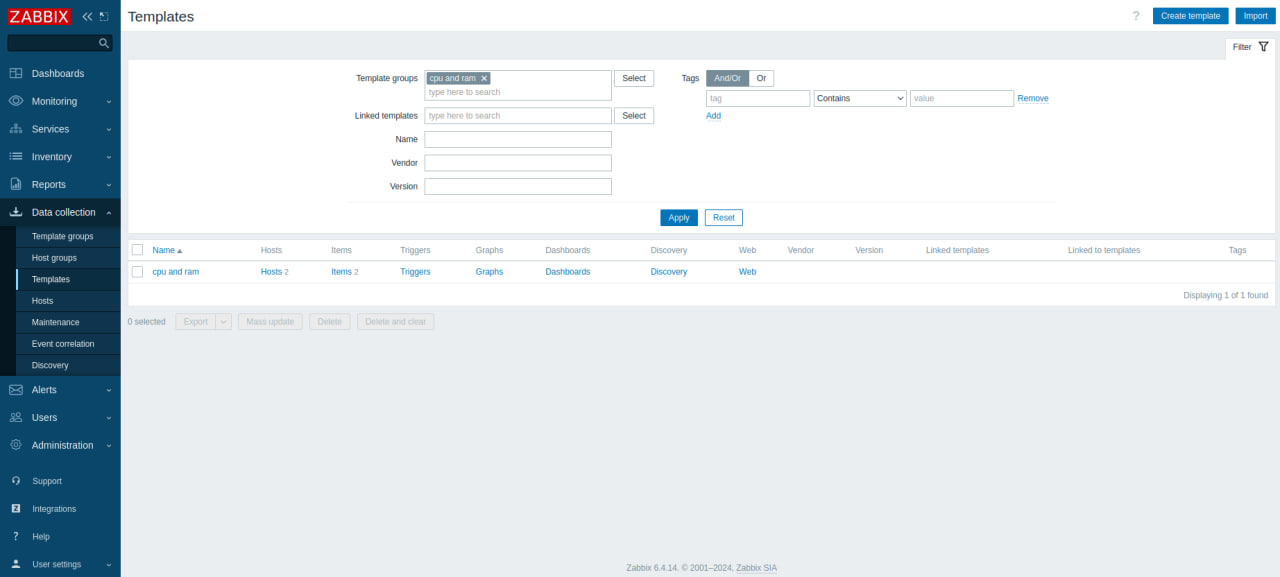 ZABBIX
Templates
?
Create template
Import
Filter
Dashboards
Monitoring
Services
Inventory
Reports
Data collection
Template groups
Host groups
Templates
Hosts
Maintenance
Event correlation
Discovery
Alerts
Users
Administration
Support
Z Integrations
? Help
User settings
Template groups cpu and ram Select
type here to search
Linked templates type here to search Select
Name
Vendor
Version
Tags And/Or Or
tag Contains value Remove
Add
Apply Reset
Name Hosts Items Triggers Graphs Dashboards Discovery Web Vendor Version Linked templates Linked to templates Tags
cpu and ram Hosts 2 Items 2 Triggers Graphs Dashboards Discovery Web
Displaying 1 of 1 found
0 selected Export Mass update Delete Delete and clear
Zabbix 6.4.14. © 2001–2024, Zabbix SIA